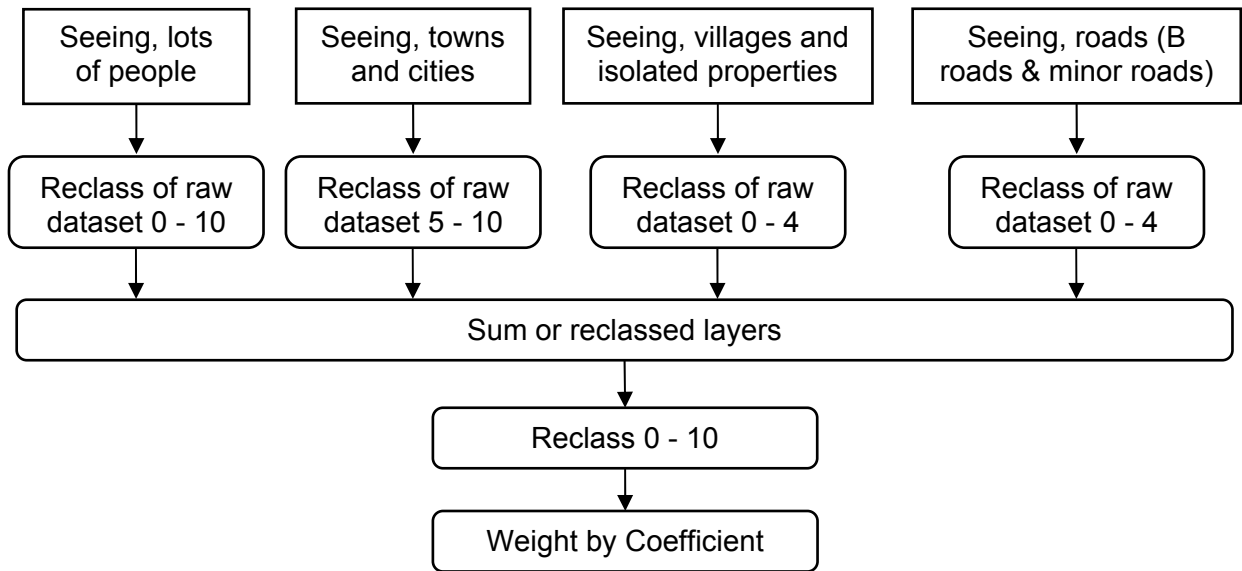 Seeing, lots
of people
Seeing, towns
and cities
Seeing, villages and
isolated properties
Seeing, roads (B
roads & minor roads)
Reclass of raw
dataset 0 - 10
Reclass of raw
dataset 5 - 10
Reclass of raw
dataset 0 - 4
Reclass of raw
dataset 0 - 4
Sum or reclassed layers
Reclass 0 - 10
Weight by Coefficient